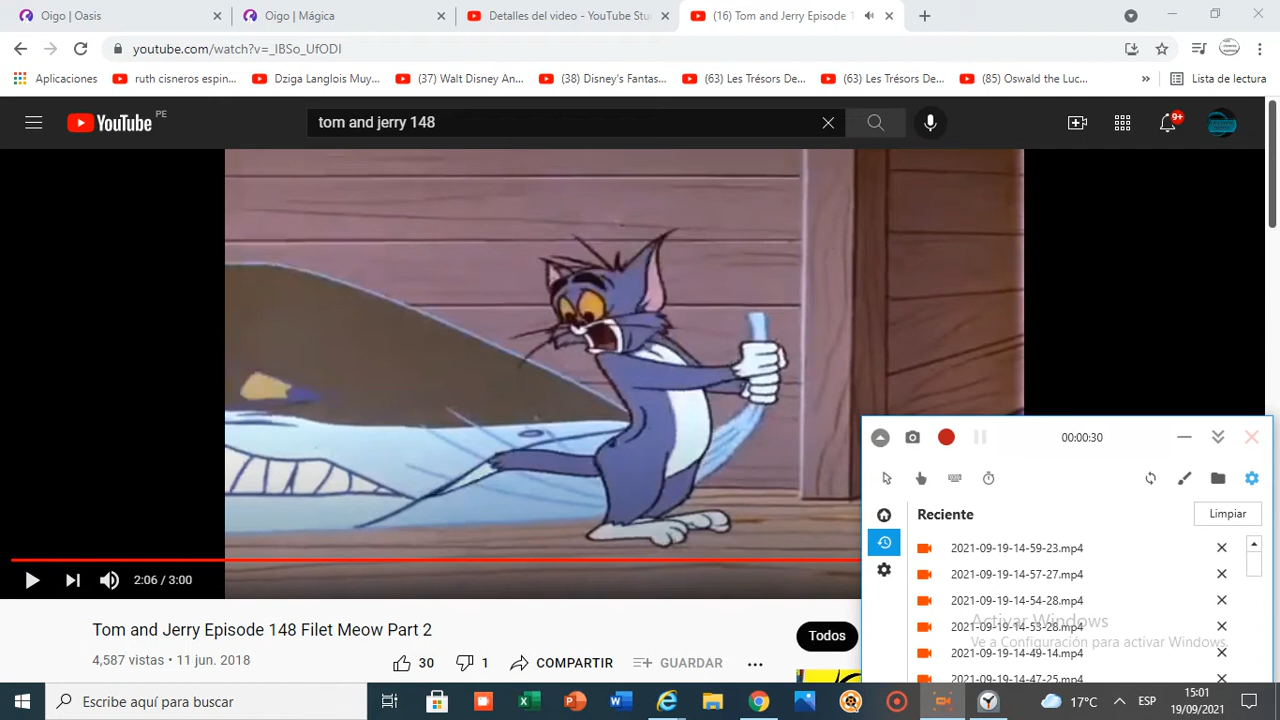 Oigo | Oasis
Oigo | Mágica
Detalles del video - YouTube Stu
(16) Tom and Jerry Episode 1
youtube.com/watch?v=_IBSo_UfODI
Aplicaciones
ruth cisneros espin...
Dziga Langlois Muy...
(37) Walt Disney An...
(38) Disney's Fantas...
(63) Les Trésors De...
(63) Les Trésors De...
(85) Oswald the Luc...
»
Lista de lectura
YouTube PE
tom and jerry 148
9+
2:06 / 3:00
Tom and Jerry Episode 148 Filet Meow Part 2
4,587 vistas • 11 jun. 2018
30
1
COMPARTIR
GUARDAR
...
Todos
00:00:30
Reciente
Limpiar
2021-09-19-14-59-23.mp4
2021-09-19-14-57-27.mp4
2021-09-19-14-54-28.mp4
2021-09-19-14-53-28.mp4
2021-09-19-14-49-14.mp4
2021-09-19-14-47-25.mp4
Activar Windows
Ve a Configuración para activar Windows.
Escribe aquí para buscar
17°C
ESP
15:01
19/09/2021